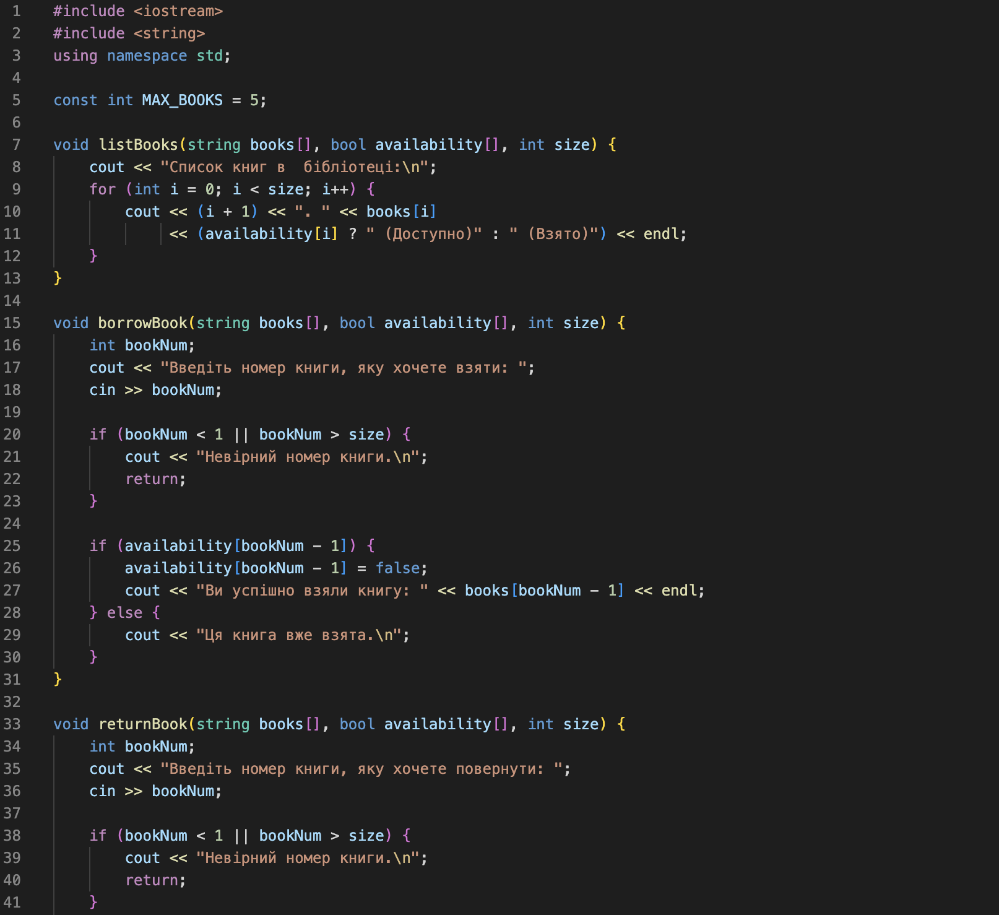 1 #include <iostream>
2 #include <string>
3 using namespace std;
4
5 const int MAX_BOOKS = 5;
6
7 void listBooks(string books[], bool availability[], int size) {
8     cout << "Список книг в  бібліотеці:\n";
9     for (int i = 0; i < size; i++) {
10         cout << (i + 1) << ". " << books[i]
11              << (availability[i] ? " (Доступно)" : " (Взято)") << endl;
12     }
13 }
14
15 void borrowBook(string books[], bool availability[], int size) {
16     int bookNum;
17     cout << "Введіть номер книги, яку хочете взяти: ";
18     cin >> bookNum;
19
20     if (bookNum < 1 || bookNum > size) {
21         cout << "Невірний номер книги.\n";
22         return;
23     }
24
25     if (availability[bookNum - 1]) {
26         availability[bookNum - 1] = false;
27         cout << "Ви успішно взяли книгу: " << books[bookNum - 1] << endl;
28     } else {
29         cout << "Ця книга вже взята.\n";
30     }
31 }
32
33 void returnBook(string books[], bool availability[], int size) {
34     int bookNum;
35     cout << "Введіть номер книги, яку хочете повернути: ";
36     cin >> bookNum;
37
38     if (bookNum < 1 || bookNum > size) {
39         cout << "Невірний номер книги.\n";
40         return;
41     }